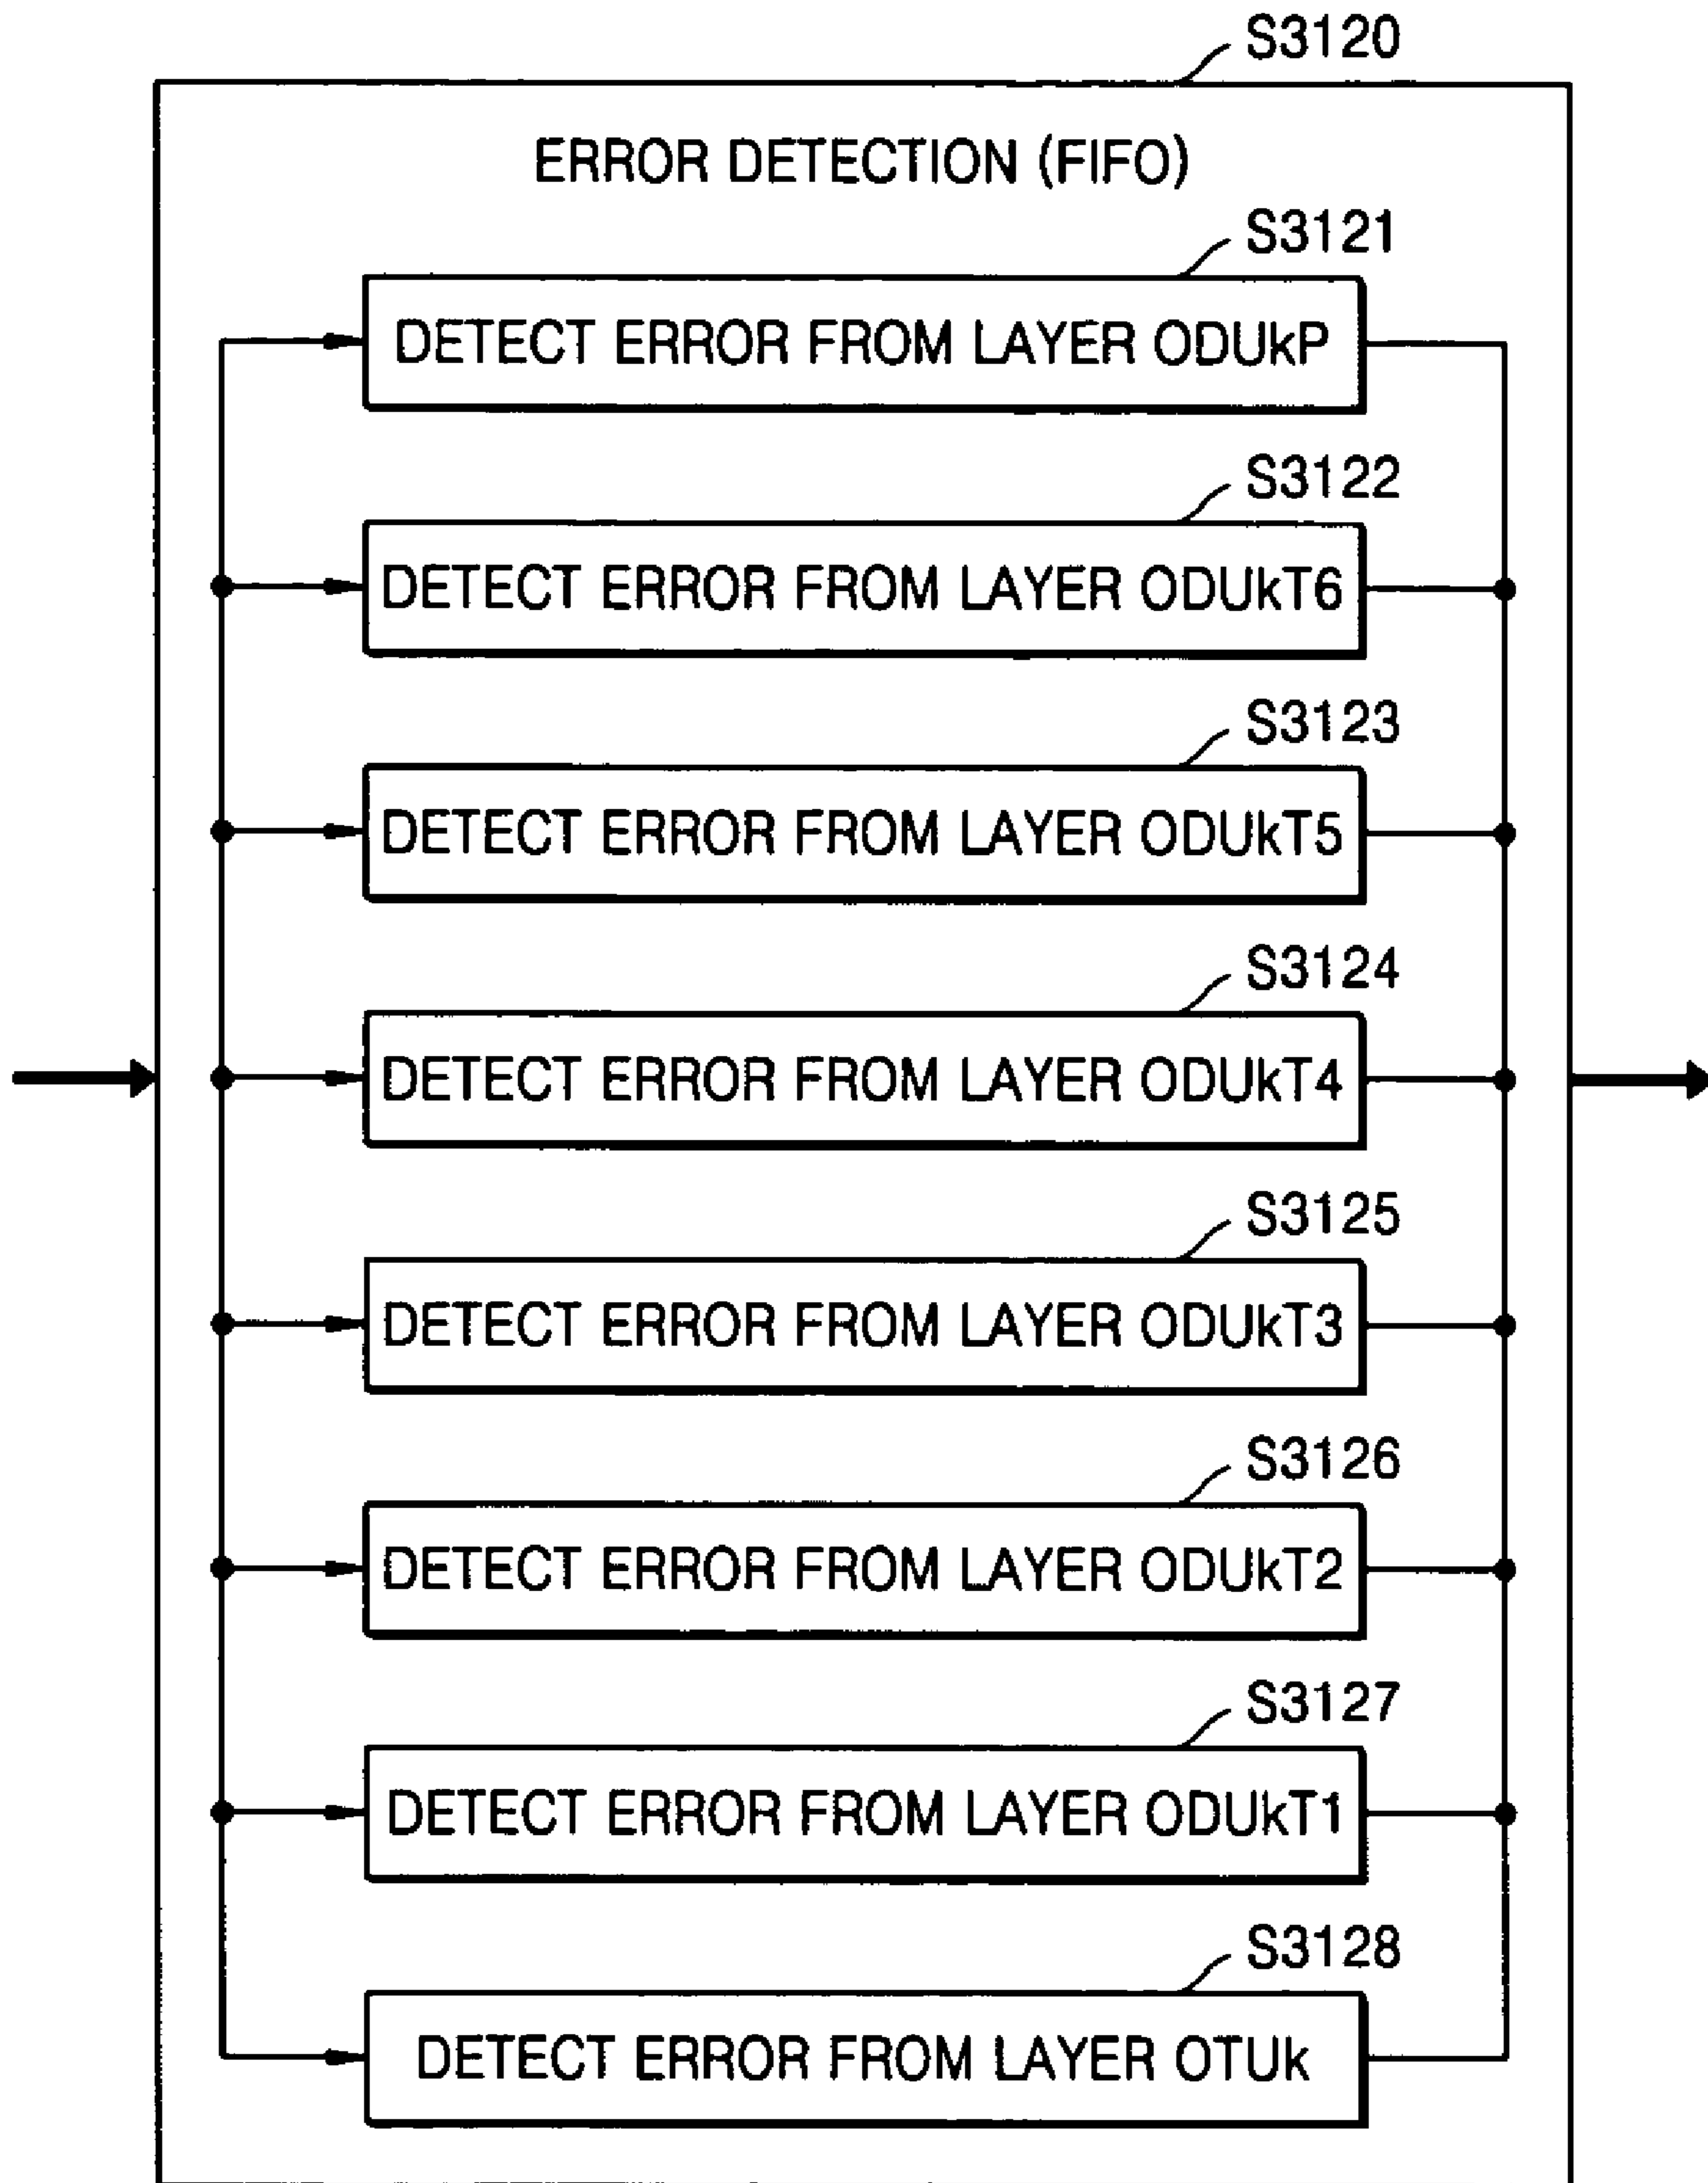 S3120
ERROR DETECTION (FIFO)
S3121
DETECT ERROR FROM LAYER ODUkP
S3122
DETECT ERROR FROM LAYER ODUkT6
S3123
DETECT ERROR FROM LAYER ODUkT5
S3124
DETECT ERROR FROM LAYER ODUkT4
S3125
DETECT ERROR FROM LAYER ODUkT3
S3126
DETECT ERROR FROM LAYER ODUkT2
S3127
DETECT ERROR FROM LAYER ODUkT1
S3128
DETECT ERROR FROM LAYER OTUk